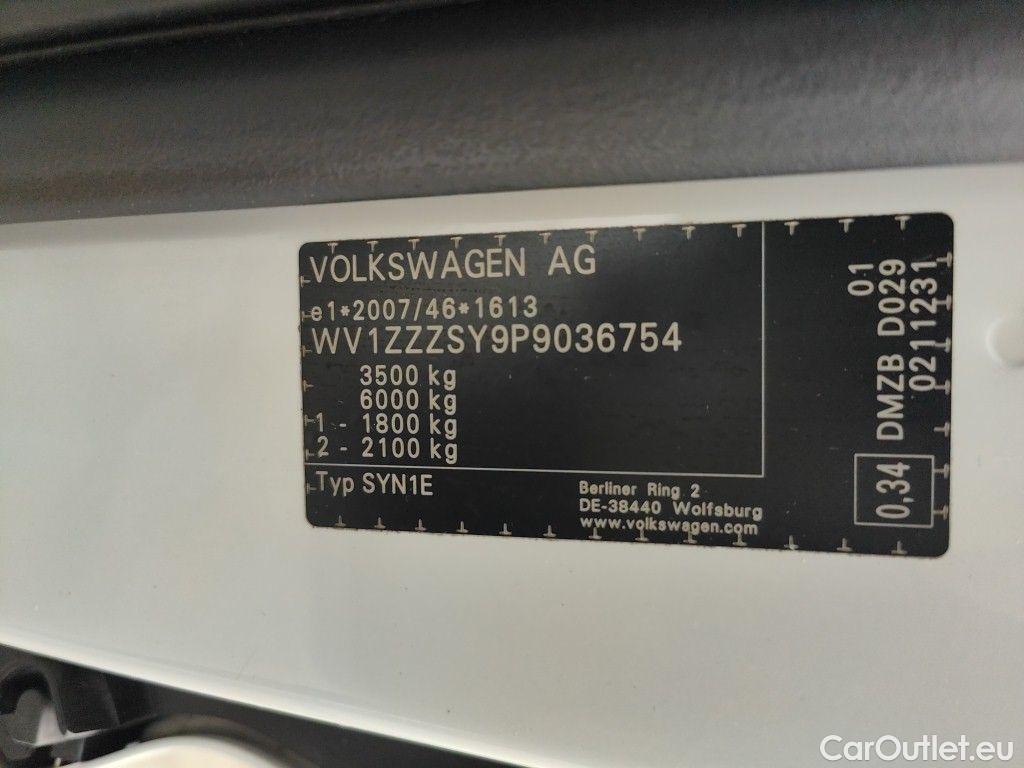 VOLKSWAGEN AG
e1*2007/46*1613
WV1ZZZSY9P9036754
3500 kg
6000 kg
1 - 1800 kg
2 - 2100 kg
Typ SYN1E
Berliner Ring 2
DE-38440 Wolfsburg
www.volkswagen.com
01
DMZB D029
0211231
0,34
CarOutlet.eu